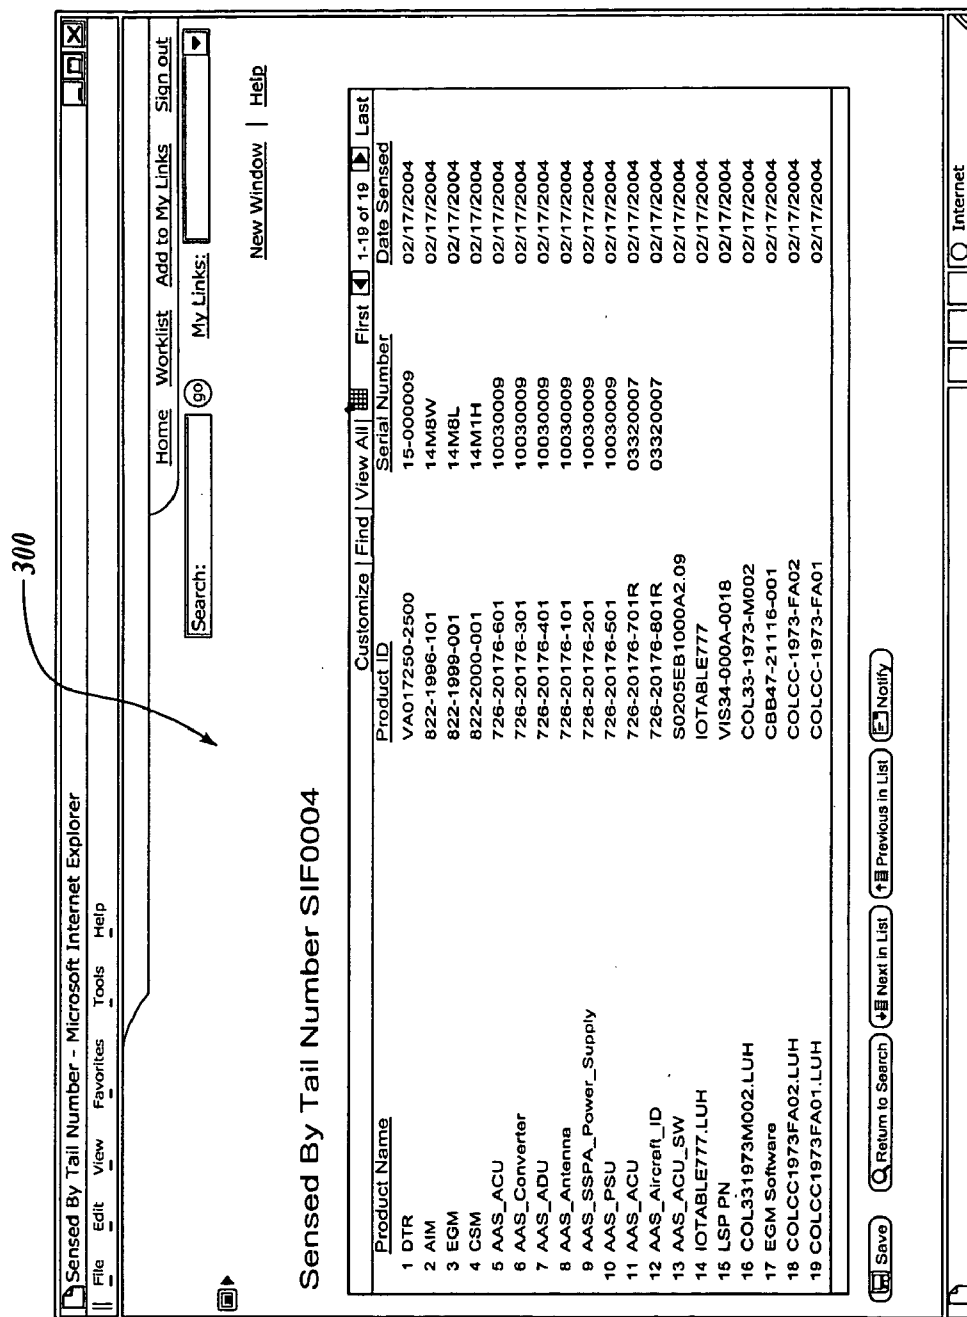 300
Sensed By Tail Number - Microsoft Internet Explorer
File Edit View Favorites Tools Help
Home Worklist Add to My Links Sign out
Search: go My Links:
New Window | Help
Sensed By Tail Number SIF0004
Customize | Find | View All | First 1-19 of 19 Last
Product Name Product ID Serial Number Date Sensed
1 DTR VA017250-2500 15-000009 02/17/2004
2 AIM 822-1996-101 14M8W 02/17/2004
3 EGM 822-1999-001 14M8L 02/17/2004
4 CSM 822-2000-001 14M1H 02/17/2004
5 AAS_ACU 726-20176-601 10030009 02/17/2004
6 AAS_Converter 726-20176-301 10030009 02/17/2004
7 AAS_ADU 726-20176-401 10030009 02/17/2004
8 AAS_Antenna 726-20176-101 10030009 02/17/2004
9 AAS_SSPA_Power_Supply 726-20176-201 10030009 02/17/2004
10 AAS_PSU 726-20176-501 10030009 02/17/2004
11 AAS_ACU 726-20176-701R 03320007 02/17/2004
12 AAS_Aircraft_ID 726-20176-801R 03320007 02/17/2004
13 AAS_ACU_SW S0205EB1000A2.09 02/17/2004
14 IOTABLE777.LUH IOTABLE777 02/17/2004
15 LSP PN VIS34-000A-0018 02/17/2004
16 COL331973M002.LUH COL33-1973-M002 02/17/2004
17 EGM Software CBB47-21116-001 02/17/2004
18 COLCC1973FA02.LUH COLCC-1973-FA02 02/17/2004
19 COLCC1973FA01.LUH COLCC-1973-FA01 02/17/2004
Save Return to Search Next in List Previous in List Notify
Internet